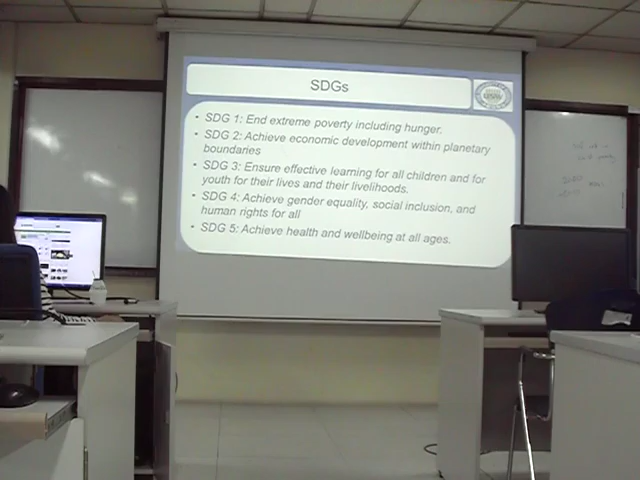 SDGs
• SDG 1: End extreme poverty including hunger.
• SDG 2: Achieve economic development within planetary
boundaries
• SDG 3: Ensure effective learning for all children and for
youth for their lives and their livelihoods.
• SDG 4: Achieve gender equality, social inclusion, and
human rights for all
• SDG 5: Achieve health and wellbeing at all ages.